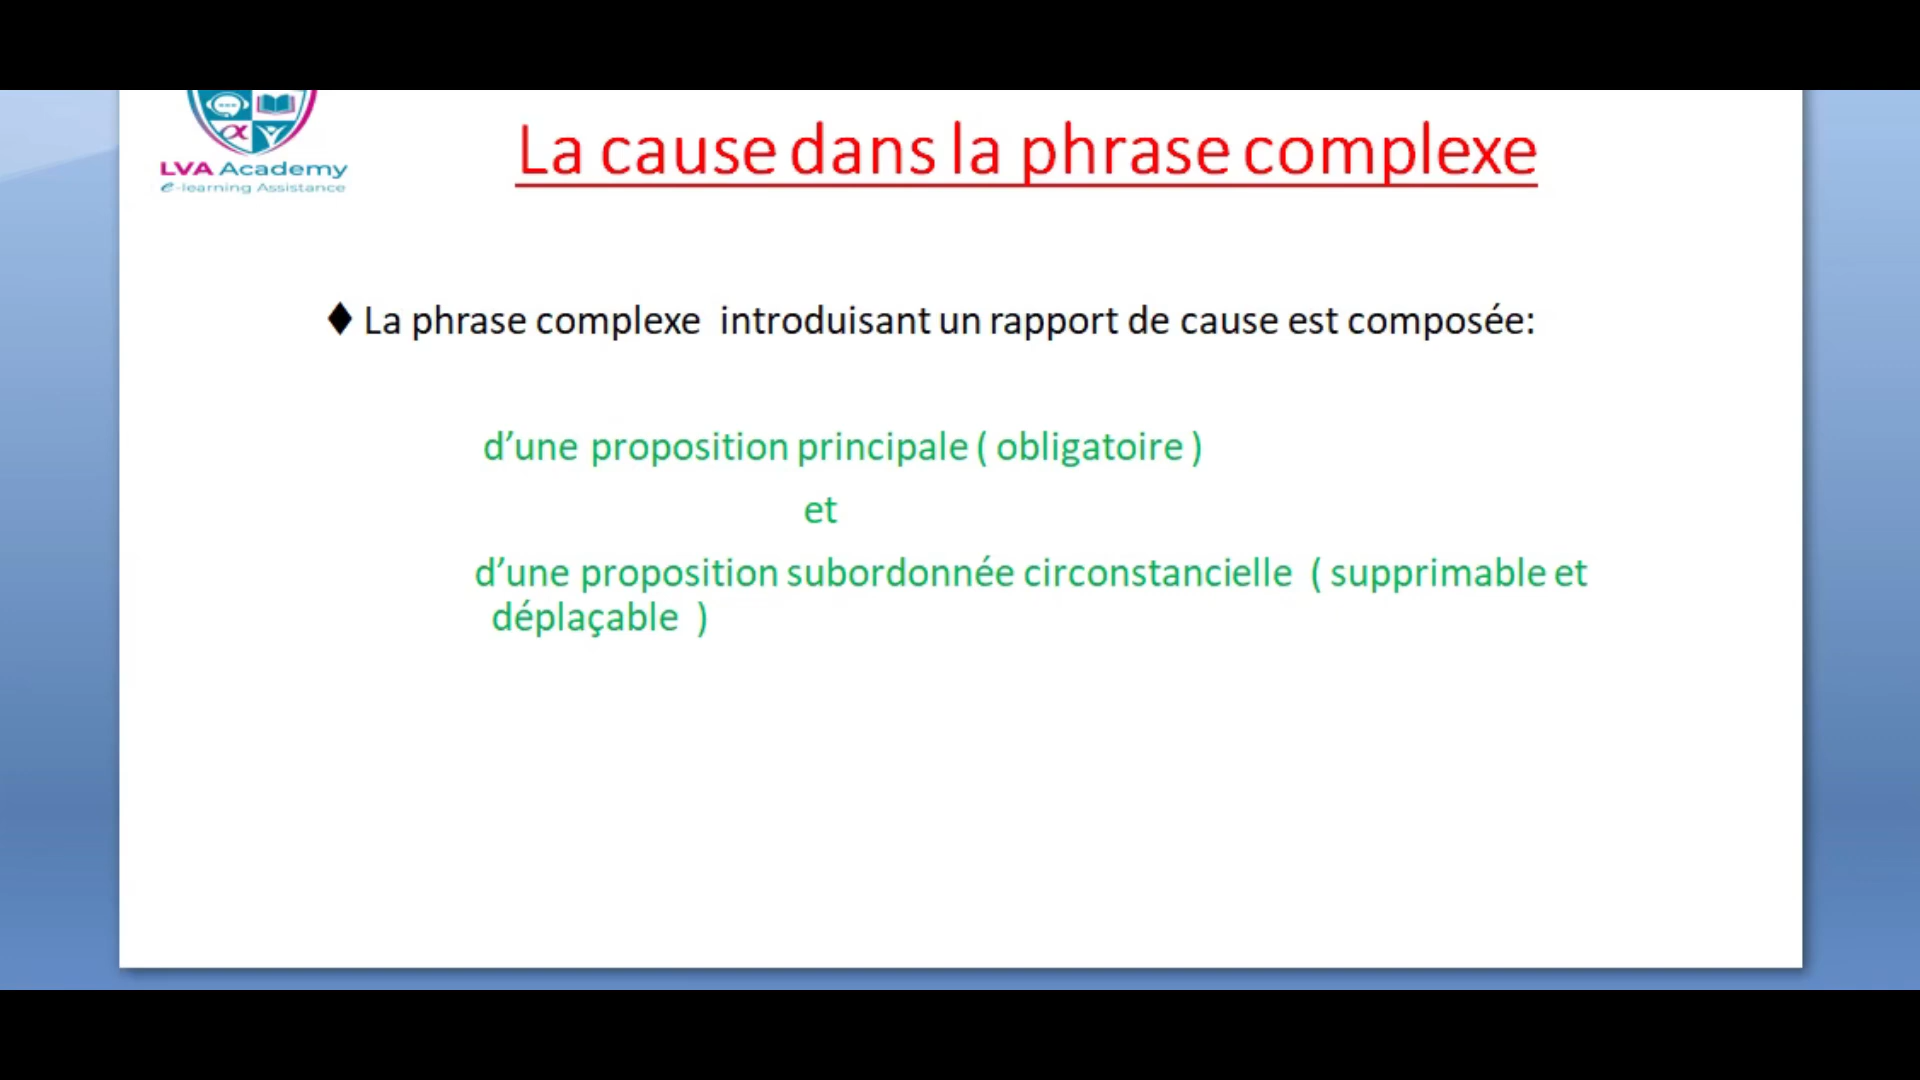 LVA Academy
e-learning Assistance
La cause dans la phrase complexe
♦ La phrase complexe introduisant un rapport de cause est composée:
d’une proposition principale ( obligatoire )
et
d’une proposition subordonnée circonstancielle ( supprimable et
déplaçable )